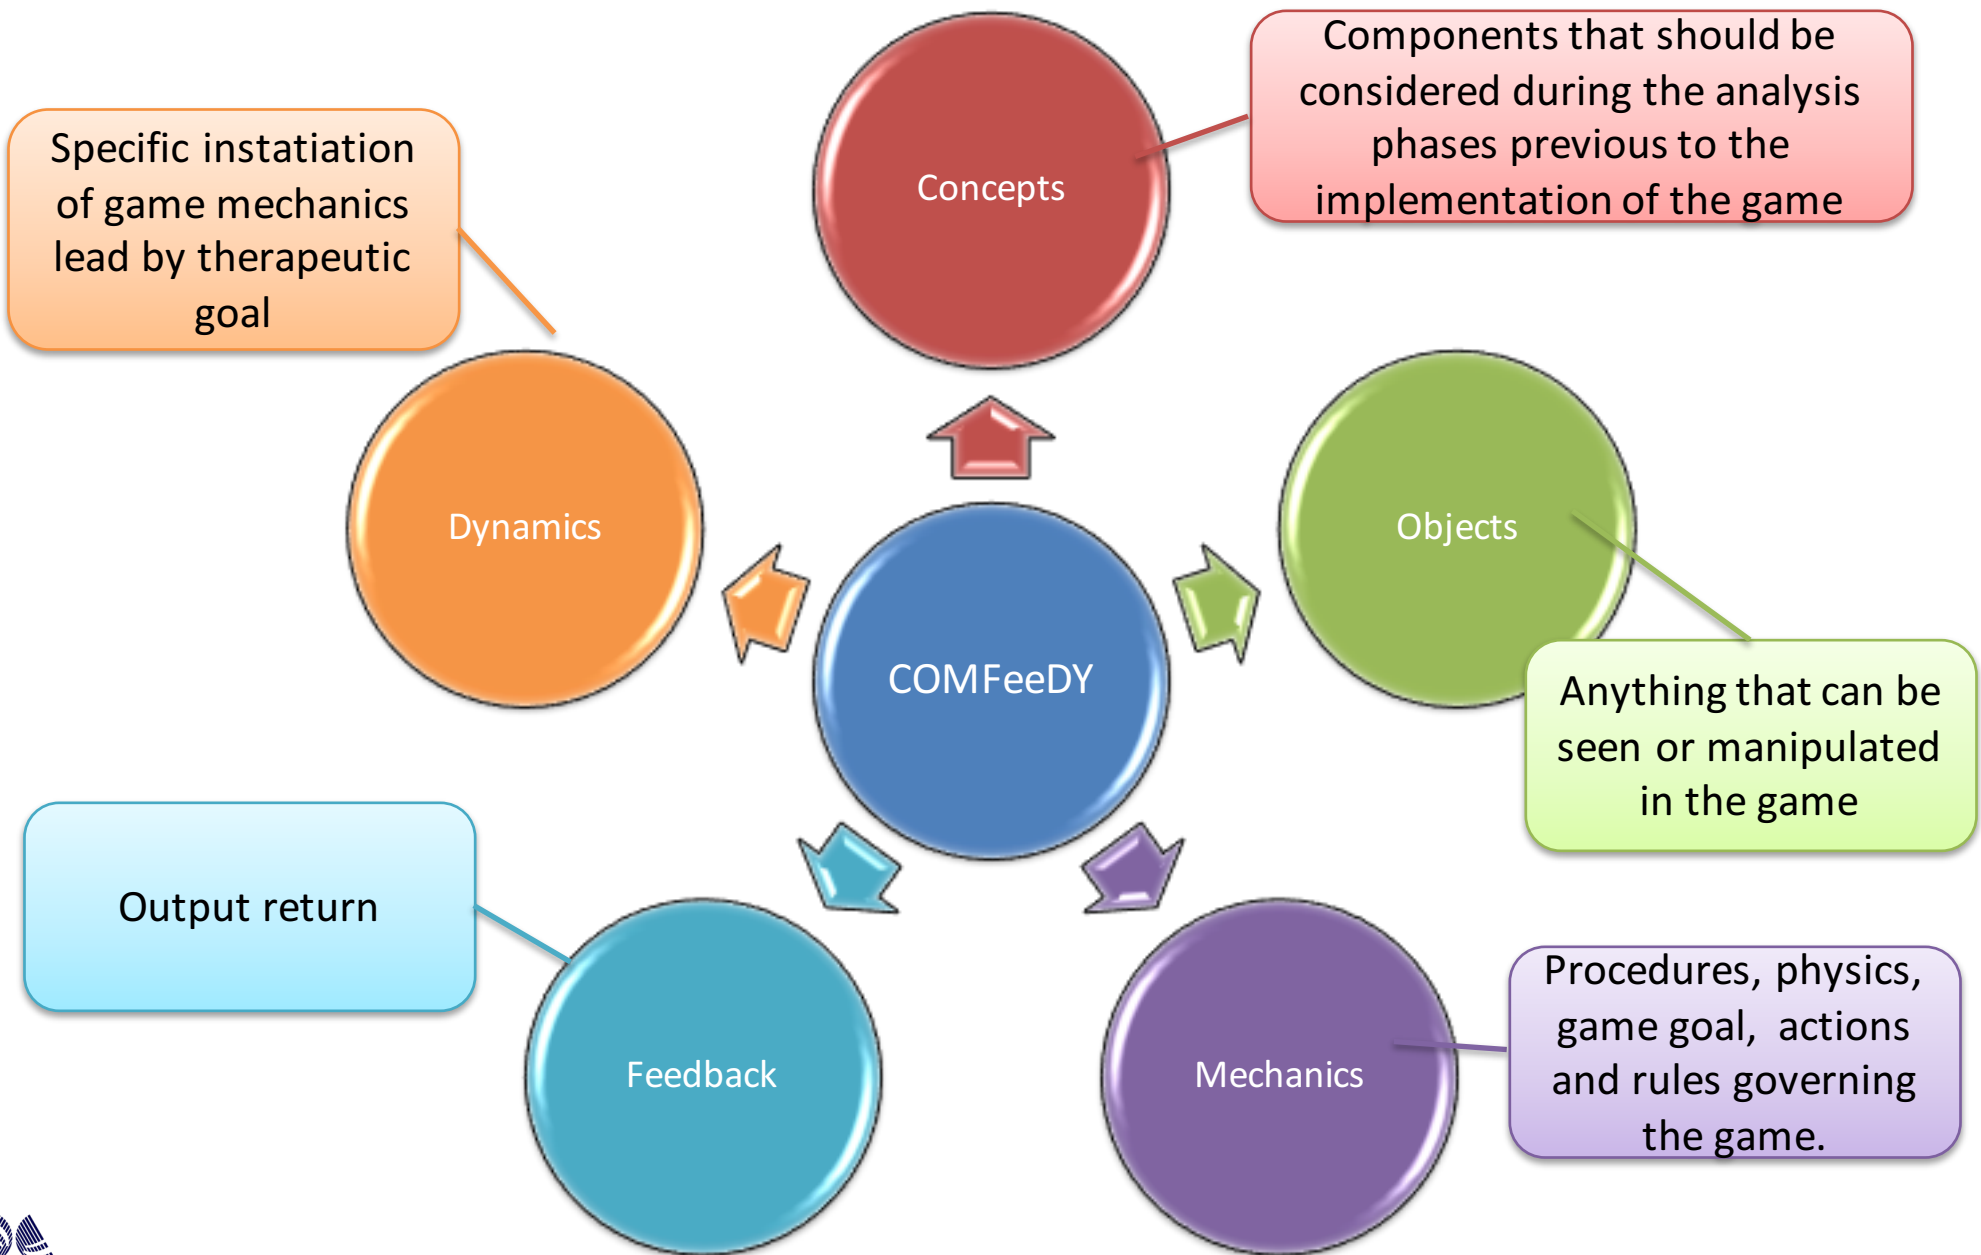 Components that should be
considered during the analysis
phases previous to the
implementation of the game
Concepts
Specific instatiation
of game mechanics
lead by therapeutic
goal
Dynamics
Objects
COMFeeDY
Anything that can be
seen or manipulated
in the game
Output return
Feedback
Mechanics
Procedures, physics,
game goal, actions
and rules governing
the game.